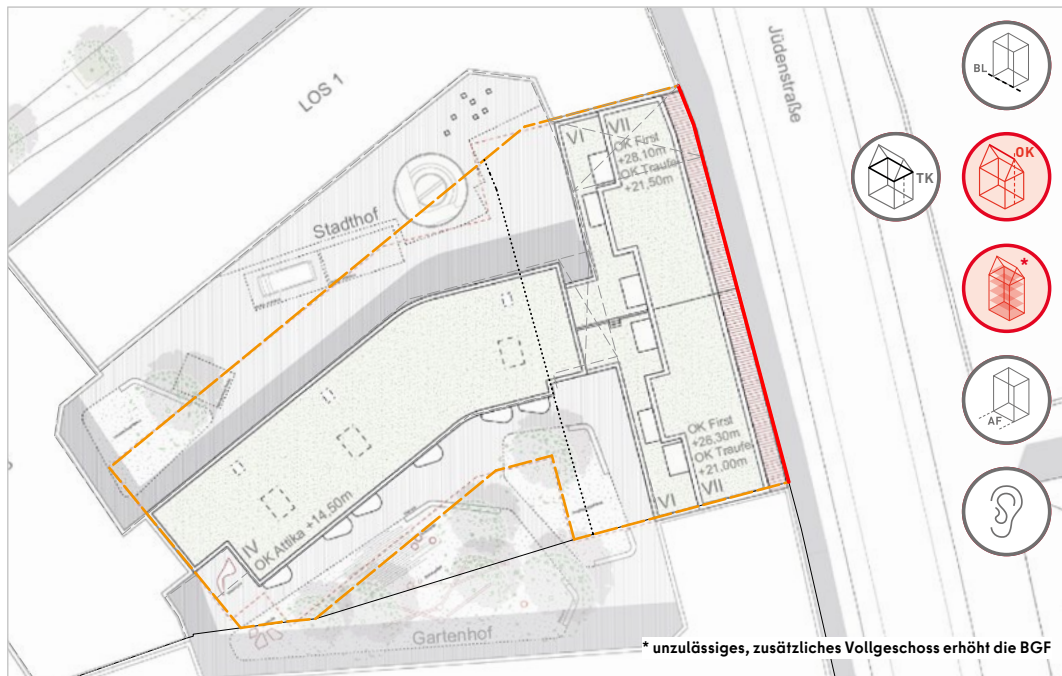 LOS 1
Jüdenstraße
BL
VI
VII
OK First
+28,10m
OK Traufe
+21,50m
TK
OK
Stadthof
*
AF
OK First
+26,30m
OK Traufe
+21,00m
VI
VII
IV
OK Attika +14,50m
Gartenhof
* unzulässiges, zusätzliches Vollgeschoss erhöht die BGF